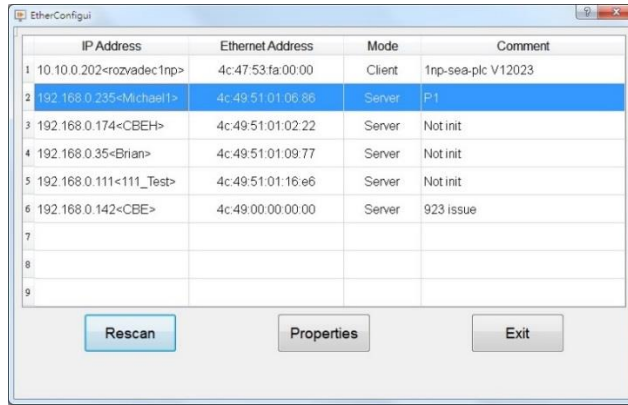 EtherConfigui
IP Address Ethernet Address Mode Comment
1 10.10.0.202<rozvadec1np> 4c:47:53:fa:00:00 Client 1np-sea-plc V12023
2 192.168.0.235<Michael1> 4c:49:51:01:06:86 Server P1
3 192.168.0.174<CBEH> 4c:49:51:01:02:22 Server Not init
4 192.168.0.35<Brian> 4c:49:51:01:09:77 Server Not init
5 192.168.0.111<111_Test> 4c:49:51:01:16:e6 Server Not init
6 192.168.0.142<CBE> 4c:49:00:00:00:00 Server 923 issue
7
8
9
Rescan Properties Exit